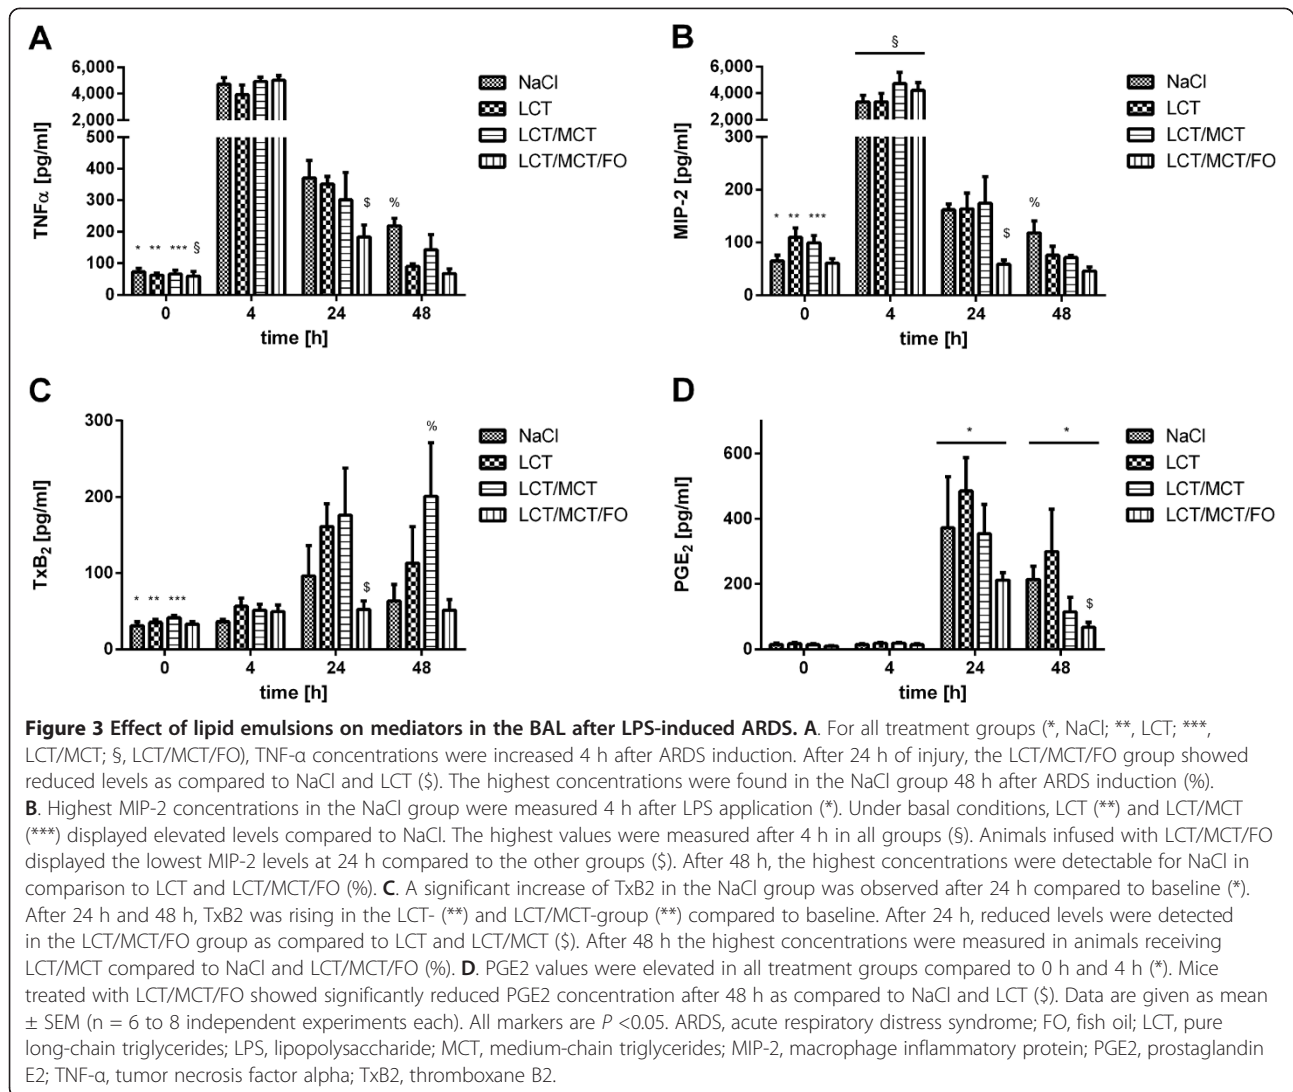 A
TNFα [pg/ml]
6,000
4,000
2,000
500
400
300
200
100
0
* ** *** §
$
%
0 4 24 48
time [h]
NaCl
LCT
LCT/MCT
LCT/MCT/FO
B
MIP-2 [pg/ml]
6,000
4,000
2,000
300
200
100
0
* ** ***
§
$
%
0 4 24 48
time [h]
NaCl
LCT
LCT/MCT
LCT/MCT/FO
C
TxB2 [pg/ml]
300
200
100
0
* ** ***
$
%
0 4 24 48
time [h]
NaCl
LCT
LCT/MCT
LCT/MCT/FO
D
PGE2 [pg/ml]
600
400
200
0
*
*
$
0 4 24 48
time [h]
NaCl
LCT
LCT/MCT
LCT/MCT/FO
Figure 3 Effect of lipid emulsions on mediators in the BAL after LPS-induced ARDS. A. For all treatment groups (*, NaCl; **, LCT; ***,
LCT/MCT; §, LCT/MCT/FO), TNF-α concentrations were increased 4 h after ARDS induction. After 24 h of injury, the LCT/MCT/FO group showed
reduced levels as compared to NaCl and LCT ($). The highest concentrations were found in the NaCl group 48 h after ARDS induction (%).
B. Highest MIP-2 concentrations in the NaCl group were measured 4 h after LPS application (*). Under basal conditions, LCT (**) and LCT/MCT
(***) displayed elevated levels compared to NaCl. The highest values were measured after 4 h in all groups (§). Animals infused with LCT/MCT/FO
displayed the lowest MIP-2 levels at 24 h compared to the other groups ($). After 48 h, the highest concentrations were detectable for NaCl in
comparison to LCT and LCT/MCT/FO (%). C. A significant increase of TxB2 in the NaCl group was observed after 24 h compared to baseline (*).
After 24 h and 48 h, TxB2 was rising in the LCT- (**) and LCT/MCT-group (**) compared to baseline. After 24 h, reduced levels were detected
in the LCT/MCT/FO group as compared to LCT and LCT/MCT ($). After 48 h the highest concentrations were measured in animals receiving
LCT/MCT compared to NaCl and LCT/MCT/FO (%). D. PGE2 values were elevated in all treatment groups compared to 0 h and 4 h (*). Mice
treated with LCT/MCT/FO showed significantly reduced PGE2 concentration after 48 h as compared to NaCl and LCT ($). Data are given as mean
± SEM (n = 6 to 8 independent experiments each). All markers are P <0.05. ARDS, acute respiratory distress syndrome; FO, fish oil; LCT, pure
long-chain triglycerides; LPS, lipopolysaccharide; MCT, medium-chain triglycerides; MIP-2, macrophage inflammatory protein; PGE2, prostaglandin
E2; TNF-α, tumor necrosis factor alpha; TxB2, thromboxane B2.